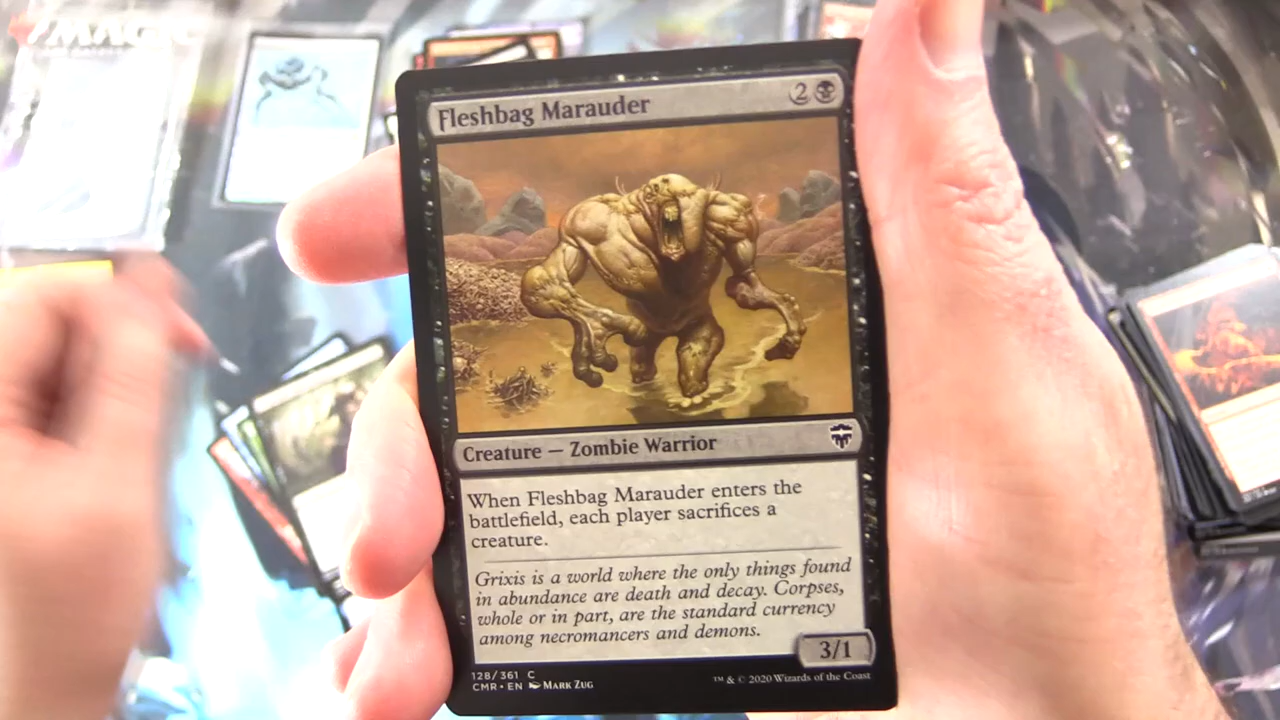 MAGIC
Fleshbag Marauder 2
Creature — Zombie Warrior
When Fleshbag Marauder enters the
battlefield, each player sacrifices a
creature.
Grixis is a world where the only things found
in abundance are death and decay. Corpses,
whole or in part, are the standard currency
among necromancers and demons.
3/1
128/361 C
CMR • EN MARK ZUG
™ & © 2020 Wizards of the Coast